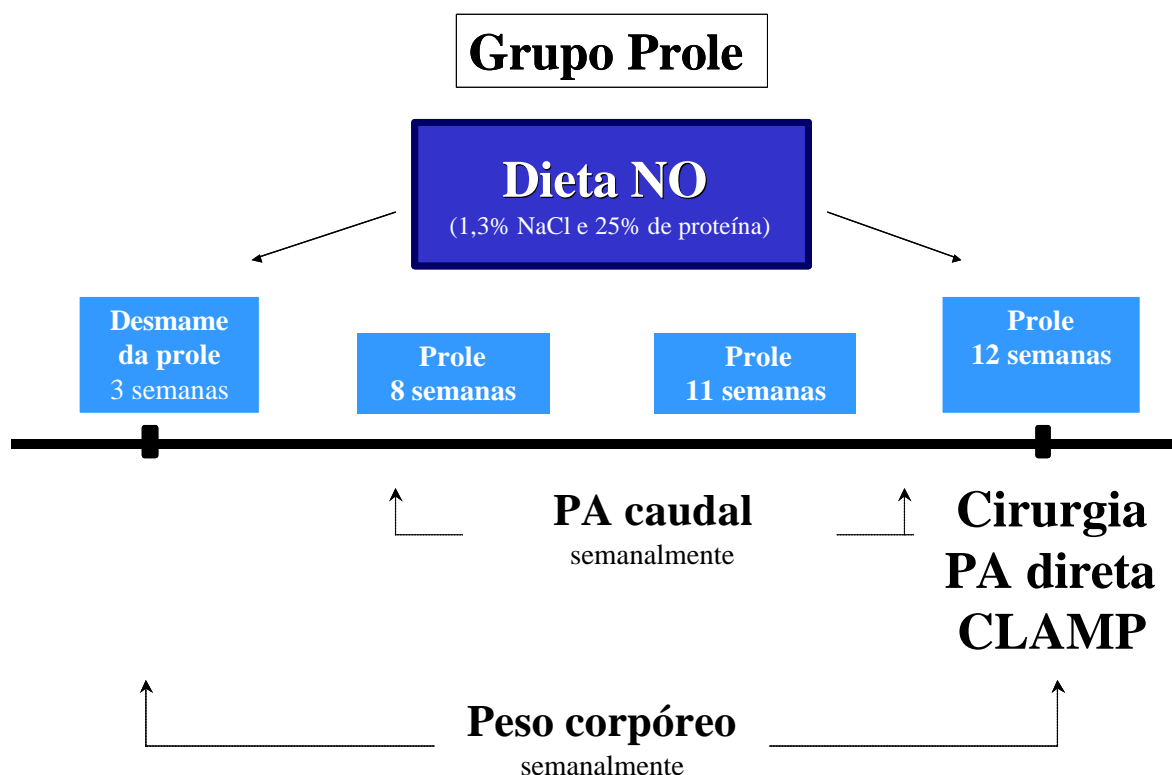 Grupo Prole
Dieta NO
(1,3% NaCl e 25% de proteína)
Desmame
da prole
3 semanas
Prole
8 semanas
Prole
11 semanas
Prole
12 semanas
PA caudal
semanalmente
Cirurgia
PA direta
CLAMP
Peso corpóreo
semanalmente